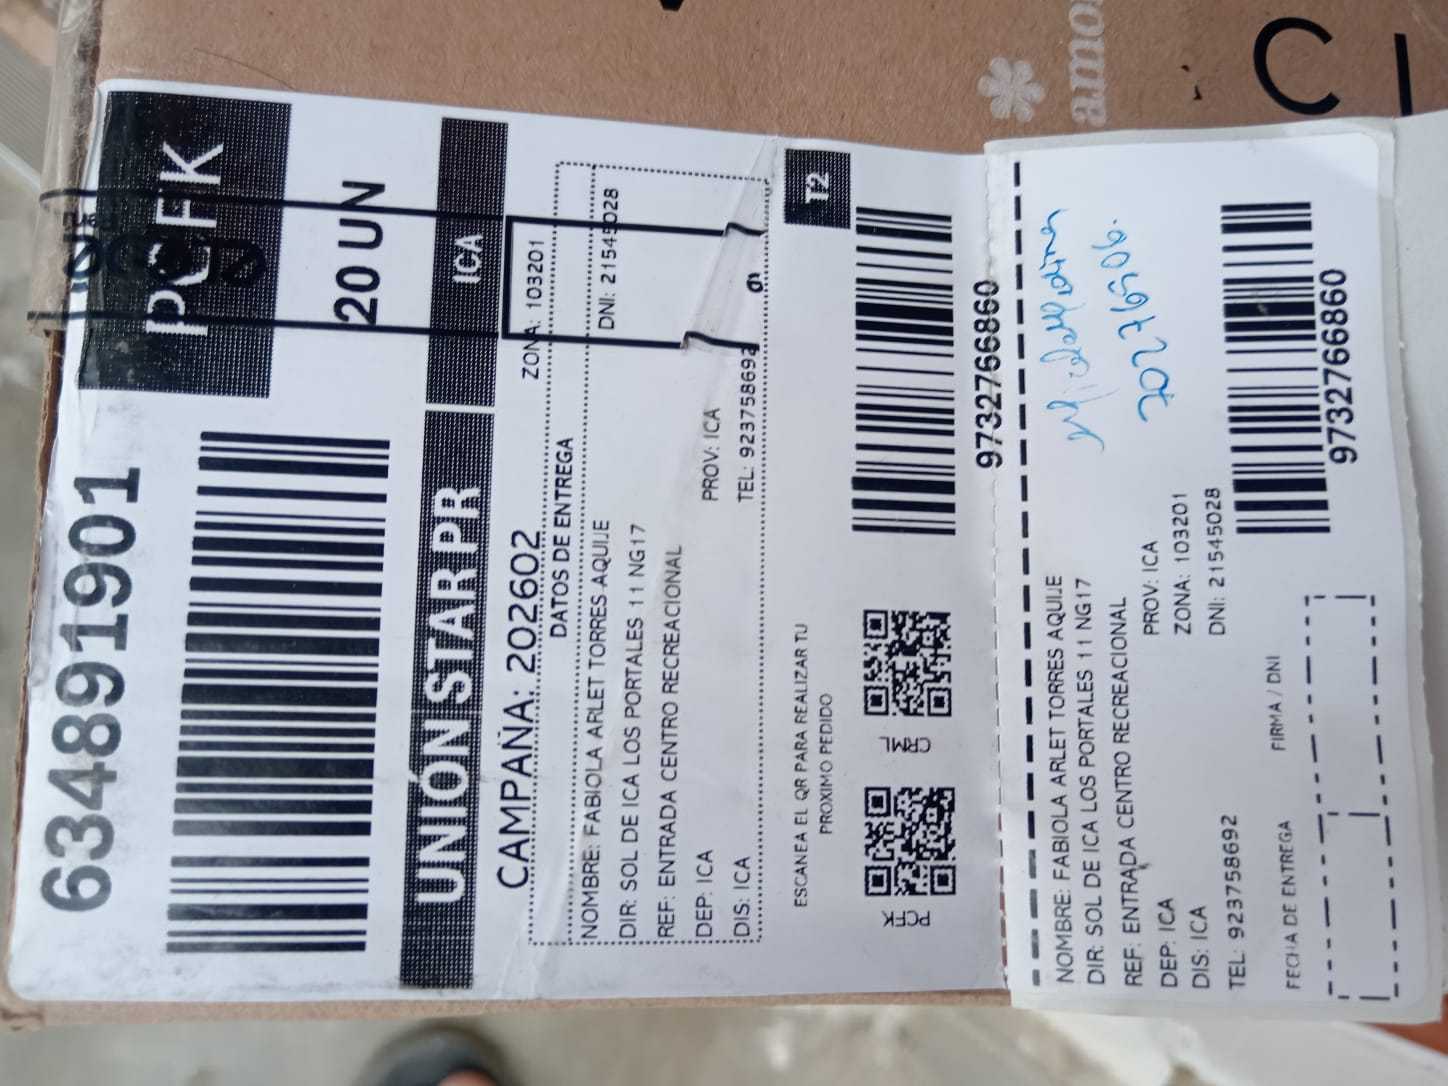 634891901
PCFK
20 UN
UNIÓN STAR PR
ICA
CAMPAÑA: 202602
ZONA: 103201
DATOS DE ENTREGA
NOMBRE: FABIOLA ARLET TORRES AQUIJE
DNI: 21545028
DIR: SOL DE ICA LOS PORTALES 11 NG17
REF: ENTRADA CENTRO RECREACIONAL
DEP: ICA
PROV: ICA
DIS: ICA
TEL: 923758692
ESCANEA EL QR PARA REALIZAR TU
PROXIMO PEDIDO
T2
PCFK
CRML
9732766860
NOMBRE: FABIOLA ARLET TORRES AQUIJE
DIR: SOL DE ICA LOS PORTALES 11 NG17
REF: ENTRADA CENTRO RECREACIONAL
DEP: ICA
PROV: ICA
DIS: ICA
ZONA: 103201
TEL: 923758692
DNI: 21545028
FECHA DE ENTREGA
FIRMA / DNI
9732766860